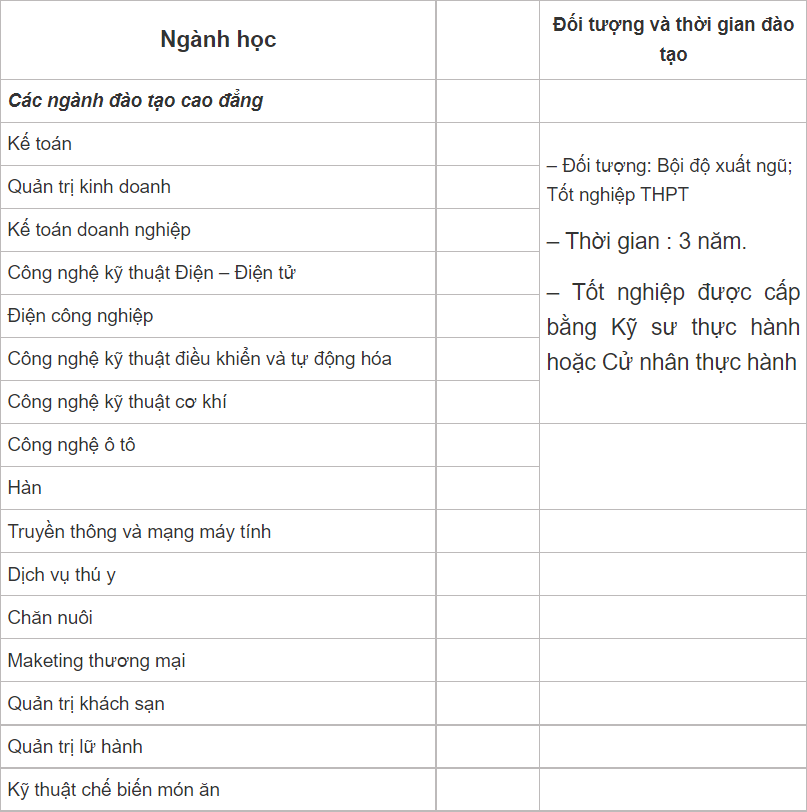 Ngành học
Đối tượng và thời gian đào
tạo
Các ngành đào tạo cao đẳng
Kế toán
Quản trị kinh doanh
Kế toán doanh nghiệp
Công nghệ kỹ thuật Điện – Điện tử
Điện công nghiệp
Công nghệ kỹ thuật điều khiển và tự động hóa
Công nghệ kỹ thuật cơ khí
– Đối tượng: Bội độ xuất ngũ;
Tốt nghiệp THPT
– Thời gian : 3 năm.
– Tốt nghiệp được cấp
bằng Kỹ sư thực hành
hoặc Cử nhân thực hành
Công nghệ ô tô
Hàn
Truyền thông và mạng máy tính
Dịch vụ thú y
Chăn nuôi
Maketing thương mại
Quản trị khách sạn
Quản trị lữ hành
Kỹ thuật chế biến món ăn